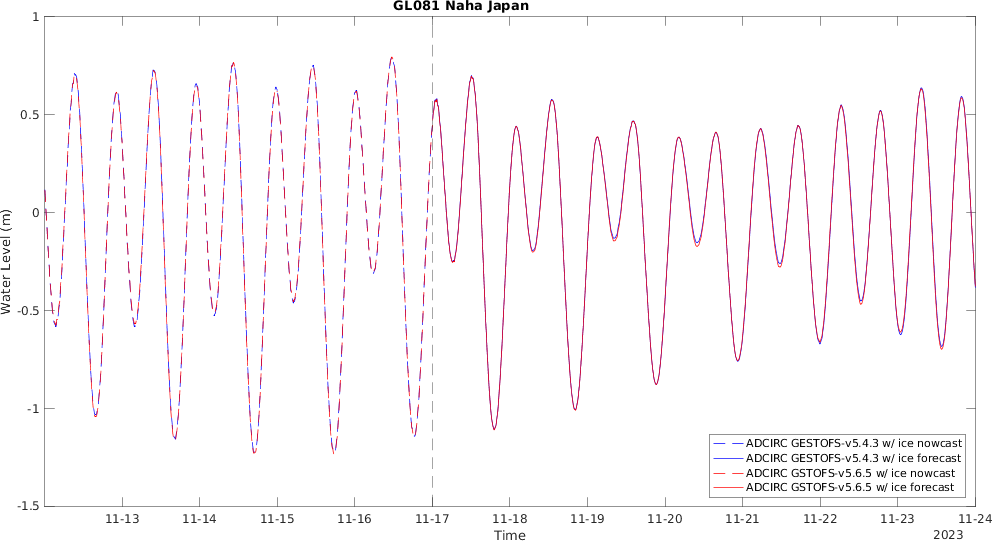 GL081 Naha Japan
1
0.5
0
-0.5
-1
-1.5
Water Level (m)
11-13 11-14 11-15 11-16 11-17 11-18 11-19 11-20 11-21 11-22 11-23 11-24
Time
2023
ADCIRC GESTOFS-v5.4.3 w/ ice nowcast
ADCIRC GESTOFS-v5.4.3 w/ ice forecast
ADCIRC GSTOFS-v5.6.5 w/ ice nowcast
ADCIRC GSTOFS-v5.6.5 w/ ice forecast